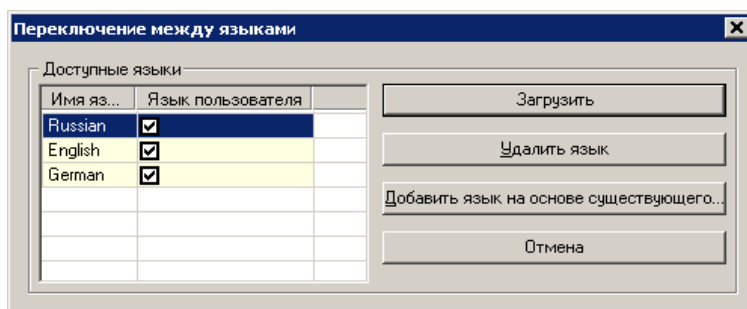 Переключение между языками
Доступные языки
Имя яз... Язык пользователя
Russian
English
German
Загрузить
Удалить язык
Добавить язык на основе существующего...
Отмена